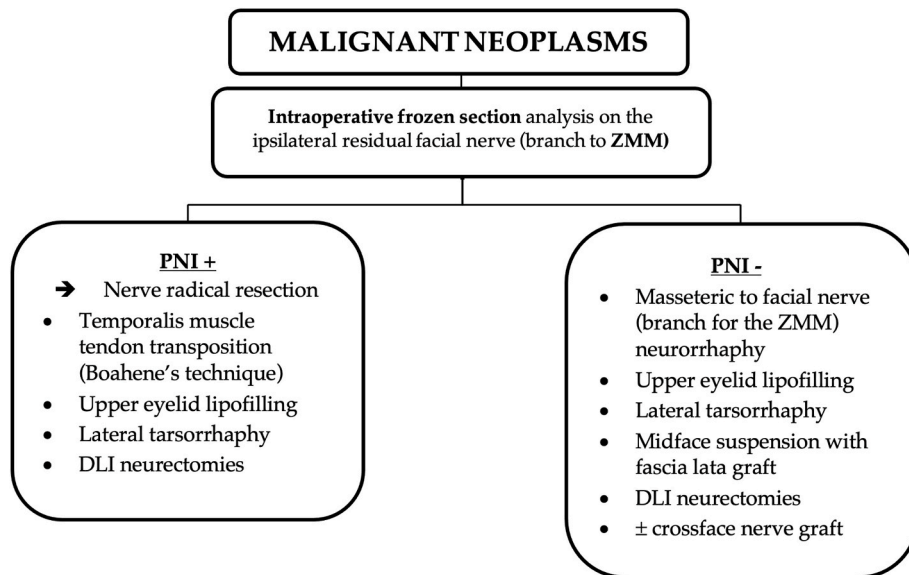 MALIGNANT NEOPLASMS
Intraoperative frozen section analysis on the
ipsilateral residual facial nerve (branch to ZMM)
PNI +
➔ Nerve radical resection
• Temporalis muscle
tendon transposition
(Boahene's technique)
• Upper eyelid lipofilling
• Lateral tarsorrhaphy
• DLI neurectomies
PNI -
• Masseteric to facial nerve
(branch for the ZMM)
neurorrhaphy
• Upper eyelid lipofilling
• Lateral tarsorrhaphy
• Midface suspension with
fascia lata graft
• DLI neurectomies
• ± crossface nerve graft